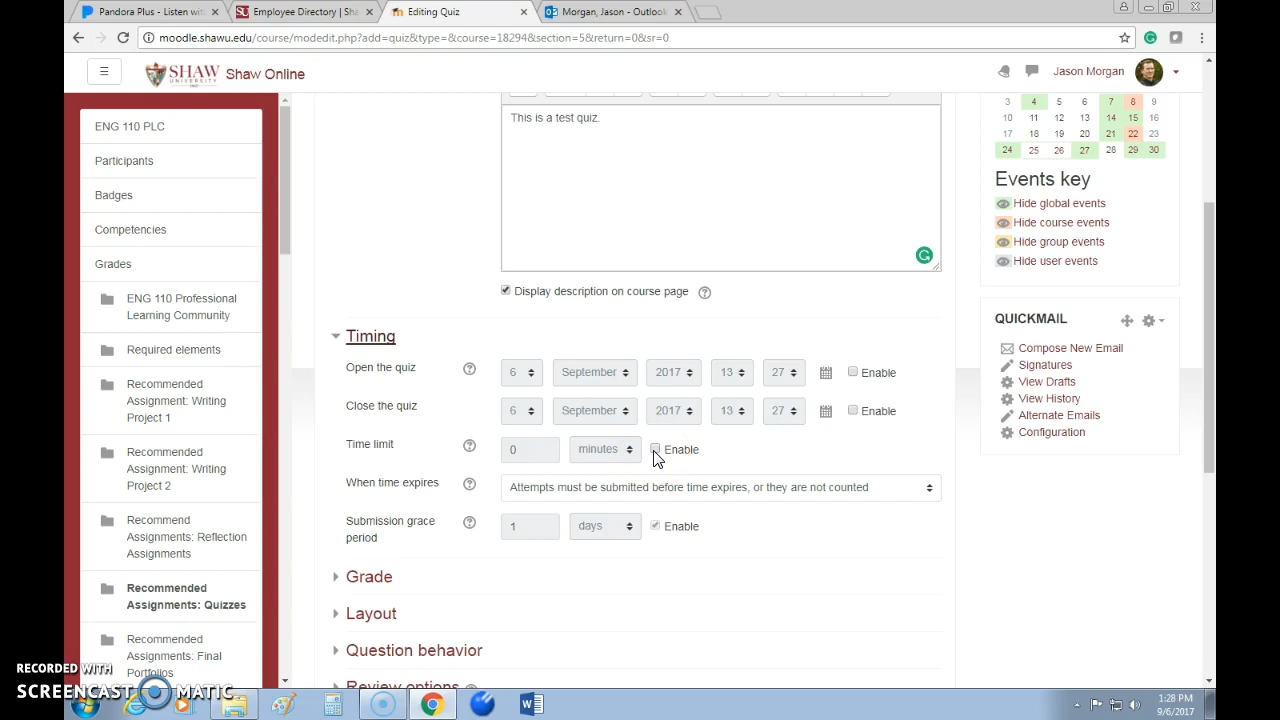 Pandora Plus - Listen with
Employee Directory | Sha
Editing Quiz
Morgan, Jason - Outlook
moodle.shawu.edu/course/modedit.php?add=quiz&type=&course=18294&section=5&return=0&sr=0
SHAW
UNIVERSITY
Shaw Online
Jason Morgan
ENG 110 PLC
Participants
Badges
Competencies
Grades
ENG 110 Professional
Learning Community
Required elements
Recommended
Assignment: Writing
Project 1
Recommended
Assignment: Writing
Project 2
Recommend
Assignments: Reflection
Assignments
Recommended
Assignments: Quizzes
Recommended
Assignments: Final
Portfolios
This is a test quiz.
Display description on course page
Timing
Open the quiz
6 September 2017 13 27 Enable
Close the quiz
6 September 2017 13 27 Enable
Time limit
0 minutes Enable
When time expires
Attempts must be submitted before time expires, or they are not counted
Submission grace
period
1 days Enable
Grade
Layout
Question behavior
Review options
3 4 5 6 7 8 9
10 11 12 13 14 15 16
17 18 19 20 21 22 23
24 25 26 27 28 29 30
Events key
Hide global events
Hide course events
Hide group events
Hide user events
QUICKMAIL
Compose New Email
Signatures
View Drafts
View History
Alternate Emails
Configuration
RECORDED WITH
SCREENCAST MATIC
1:28 PM
9/6/2017